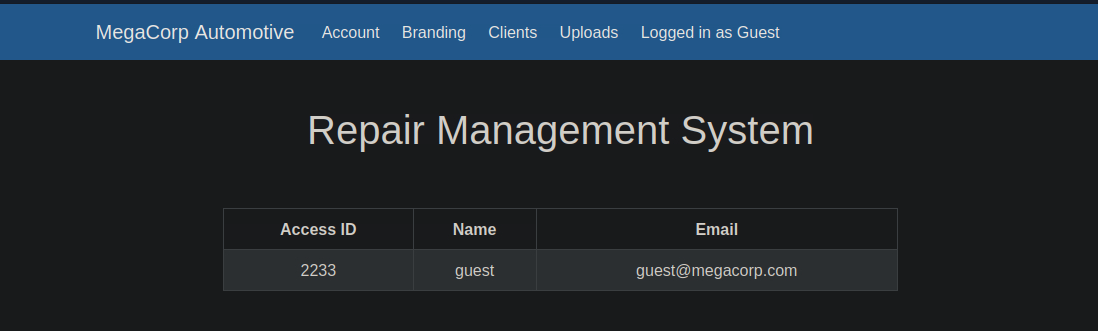 MegaCorp Automotive Account Branding Clients Uploads Logged in as Guest
Repair Management System
Access ID Name Email
2233 guest guest@megacorp.com